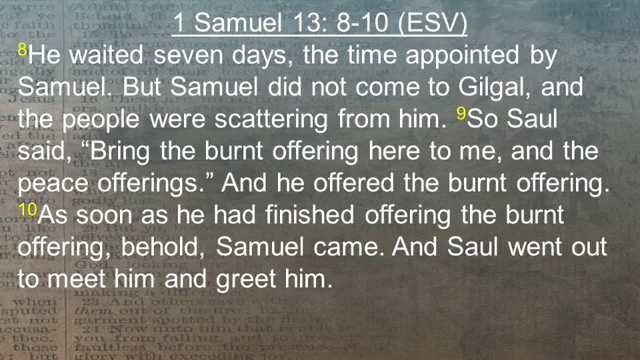 1 Samuel 13: 8-10 (ESV)
8He waited seven days, the time appointed by
Samuel. But Samuel did not come to Gilgal, and
the people were scattering from him. 9So Saul
said, “Bring the burnt offering here to me, and the
peace offerings.” And he offered the burnt offering.
10As soon as he had finished offering the burnt
offering, behold, Samuel came. And Saul went out
to meet him and greet him.